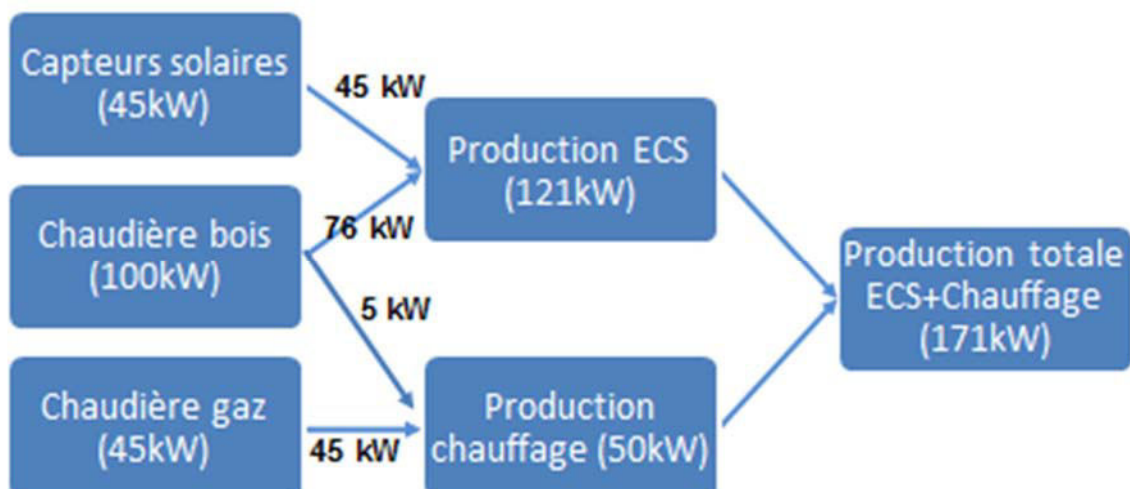 Capteurs solaires
(45kW)
45 kW
Production ECS
(121kW)
Chaudière bois
(100kW)
76 kW
5 kW
Production totale
ECS+Chauffage
(171kW)
Chaudière gaz
(45kW)
45 kW
Production
chauffage (50kW)